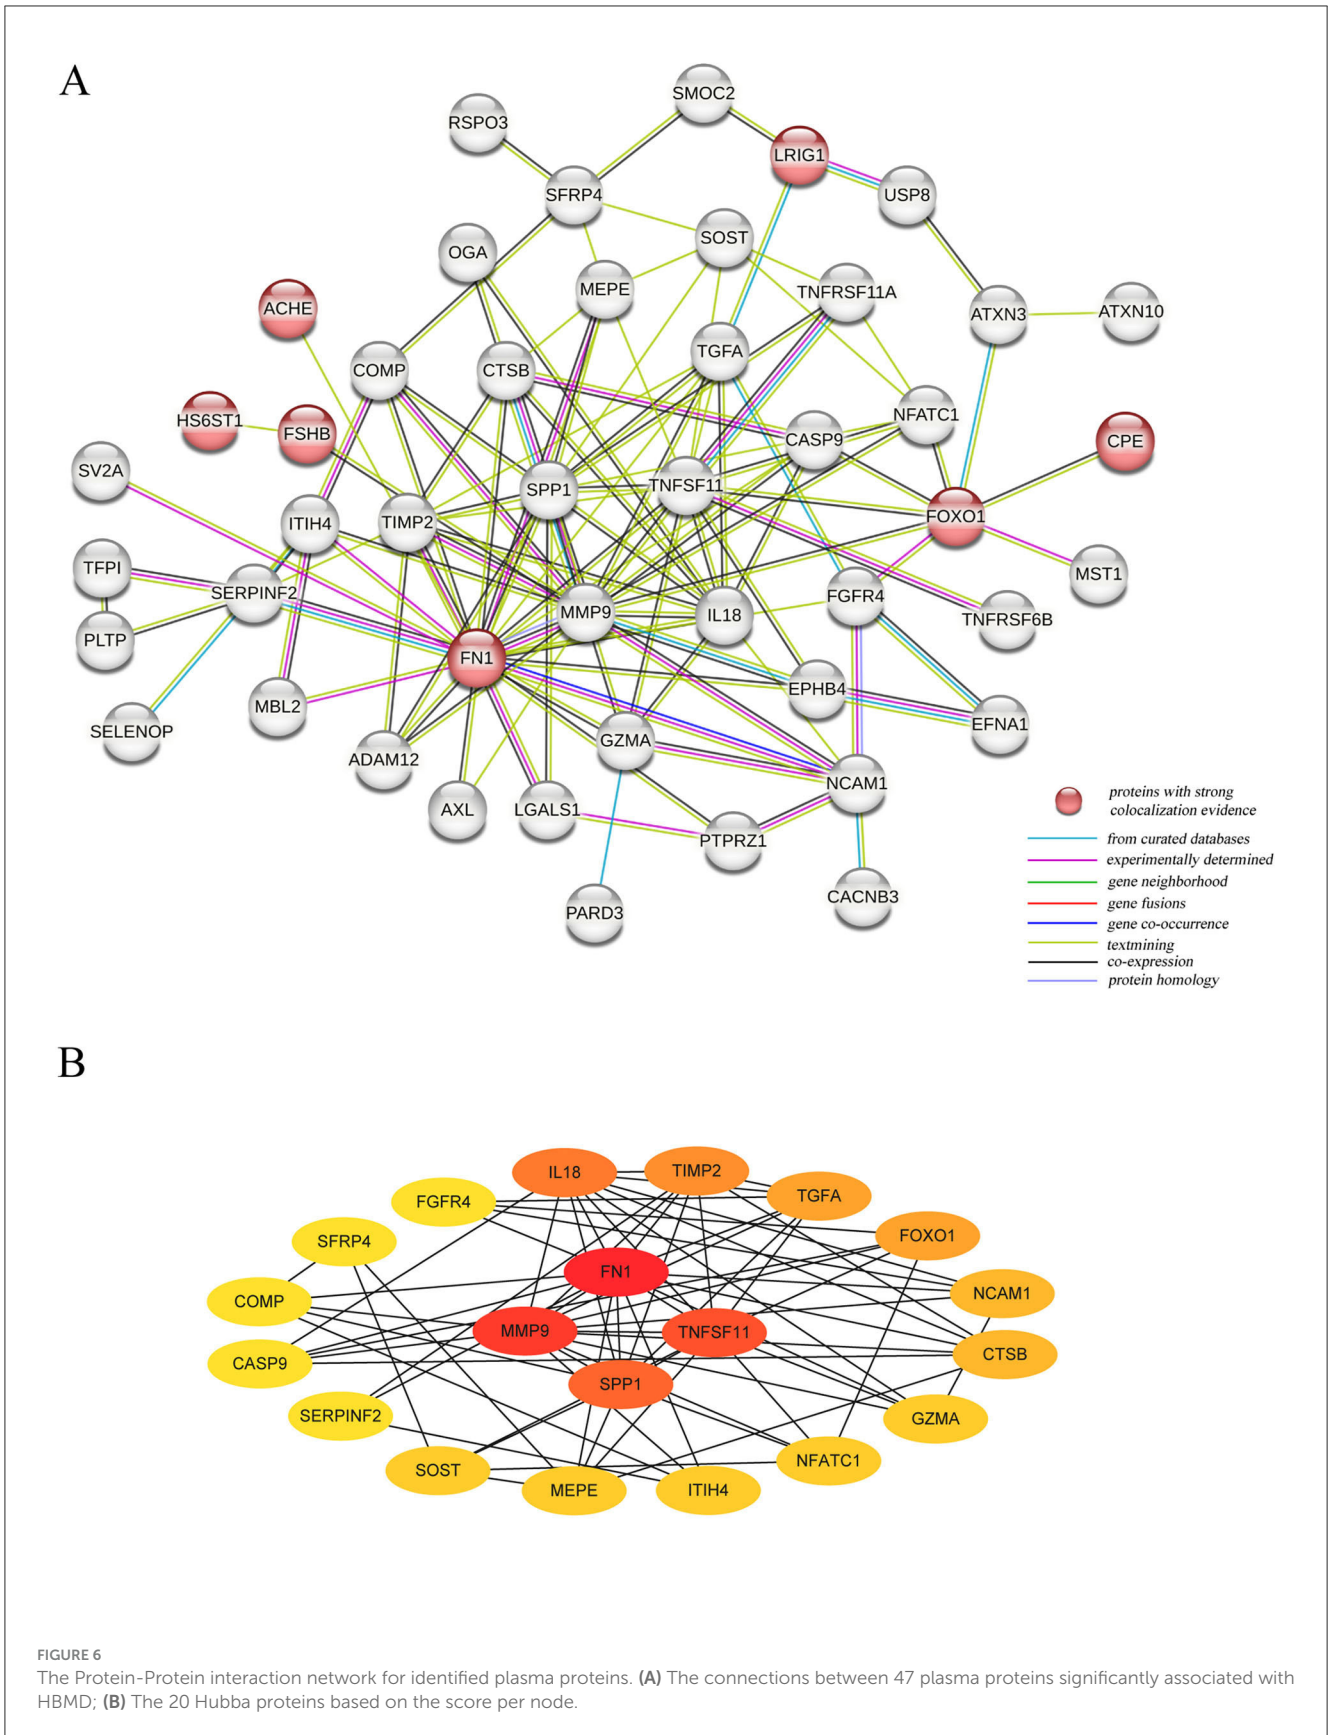 A
SMOC2
RSPO3
LRIG1
USP8
SFRP4
SOST
OGA
MEPE
TNFRSF11A
ACHE
ATXN3
ATXN10
TGFA
COMP
CTSB
HS6ST1
FSHB
NFATC1
CASP9
CPE
SV2A
SPP1
TNFSF11
FOXO1
ITIH4
TIMP2
TFPI
MST1
SERPINF2
FGFR4
MMP9
IL18
TNFRSF6B
PLTP
FN1
EPHB4
MBL2
SELENOP
EFNA1
GZMA
ADAM12
NCAM1
AXL
LGALS1
PTPRZ1
CACNB3
PARD3
proteins with strong
colocalization evidence
from curated databases
experimentally determined
gene neighborhood
gene fusions
gene co-occurrence
textmining
co-expression
protein homology
B
IL18
TIMP2
TGFA
FGFR4
FOXO1
SFRP4
FN1
NCAM1
COMP
MMP9
TNFSF11
CTSB
CASP9
SPP1
SERPINF2
GZMA
SOST
NFATC1
MEPE
ITIH4
FIGURE 6
The Protein-Protein interaction network for identified plasma proteins. (A) The connections between 47 plasma proteins significantly associated with
HBMD; (B) The 20 Hubba proteins based on the score per node.